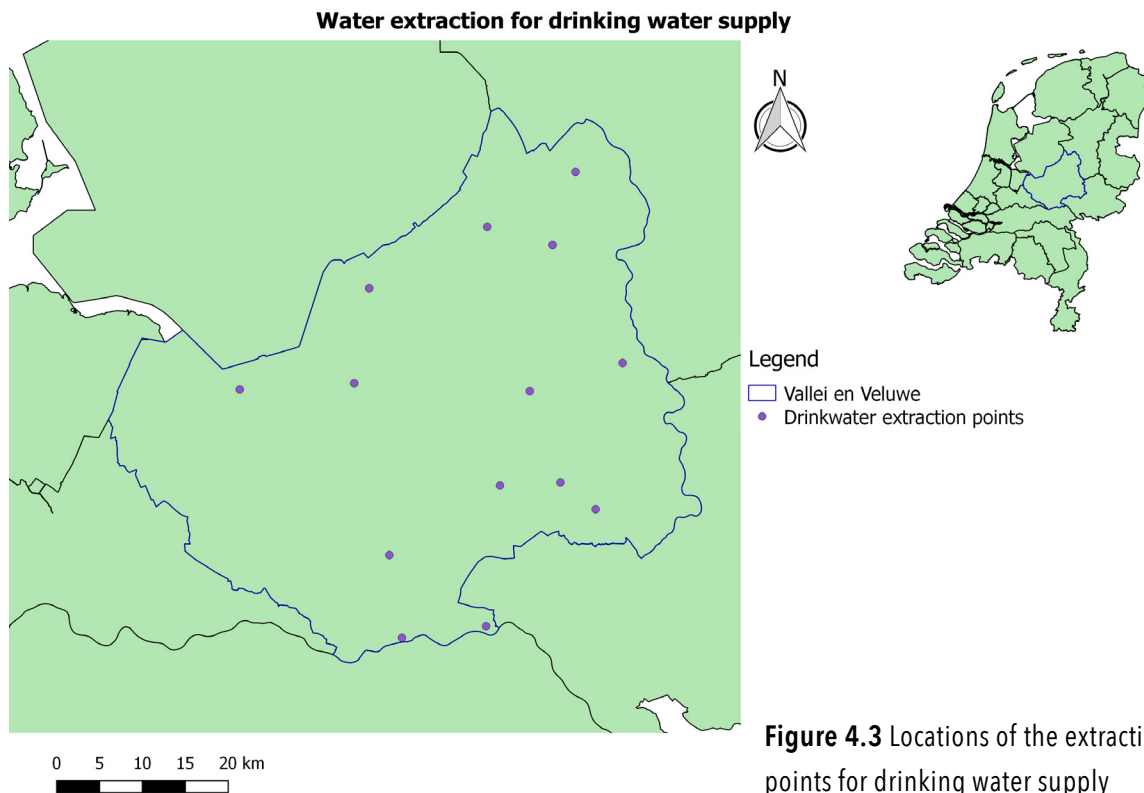 Water extraction for drinking water supply
N
Legend
Vallei en Veluwe
Drinkwater extraction points
0 5 10 15 20 km
Figure 4.3 Locations of the extracti
points for drinking water supply